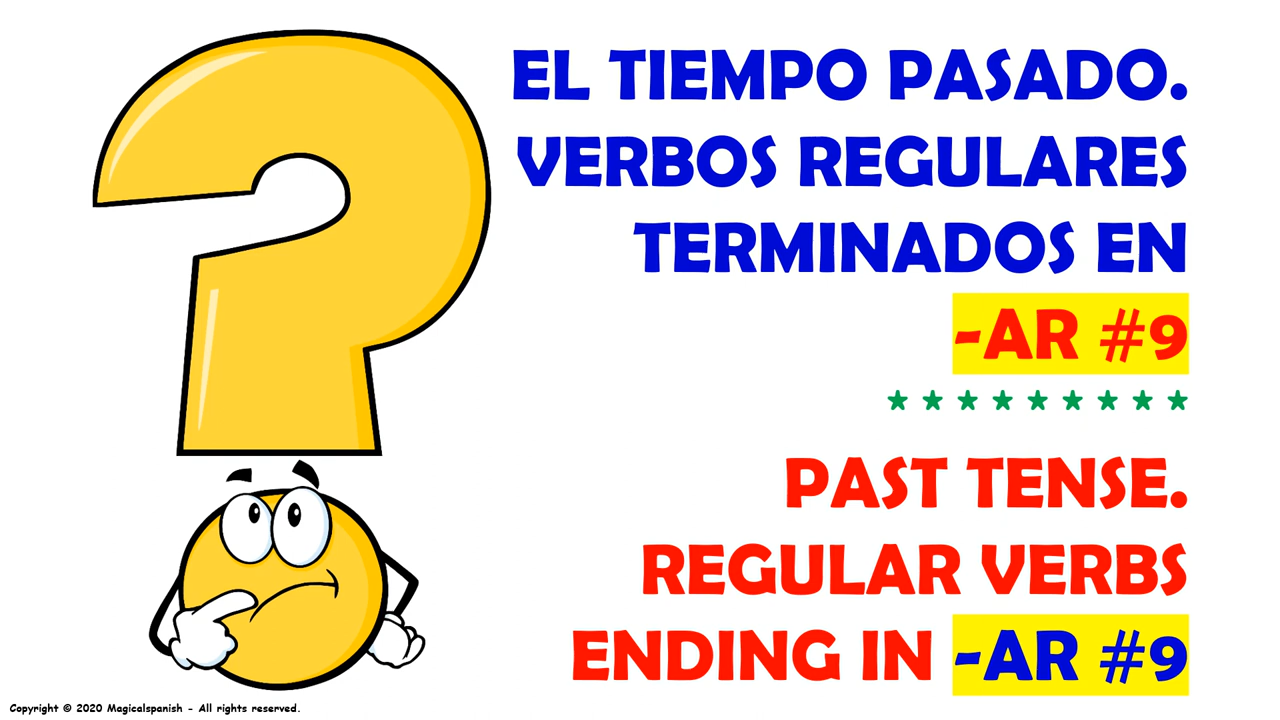 EL TIEMPO PASADO.
VERBOS REGULARES
TERMINADOS EN
-AR #9
* * * * * * * * *
PAST TENSE.
REGULAR VERBS
ENDING IN -AR #9
Copyright © 2020 Magicalspanish - All rights reserved.